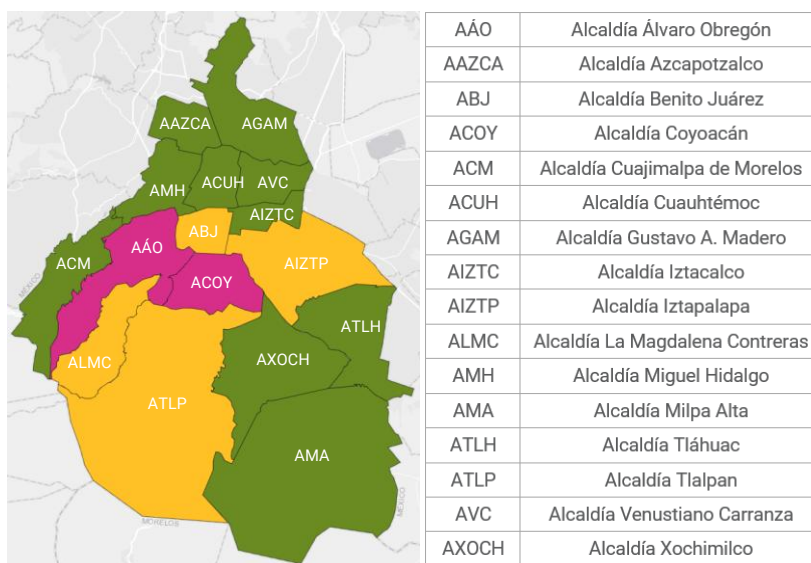 AAZCA
AGAM
ACUH
AVC
AMH
AIZTC
ABJ
AÁO
ACM
AIZTP
ACOY
ATLH
ALMC
AXOCH
ATLP
AMA
MÉXICO
MÉXICO
MORELOS
AÁO Alcaldía Álvaro Obregón
AAZCA Alcaldía Azcapotzalco
ABJ Alcaldía Benito Juárez
ACOY Alcaldía Coyoacán
ACM Alcaldía Cuajimalpa de Morelos
ACUH Alcaldía Cuauhtémoc
AGAM Alcaldía Gustavo A. Madero
AIZTC Alcaldía Iztacalco
AIZTP Alcaldía Iztapalapa
ALMC Alcaldía La Magdalena Contreras
AMH Alcaldía Miguel Hidalgo
AMA Alcaldía Milpa Alta
ATLH Alcaldía Tláhuac
ATLP Alcaldía Tlalpan
AVC Alcaldía Venustiano Carranza
AXOCH Alcaldía Xochimilco